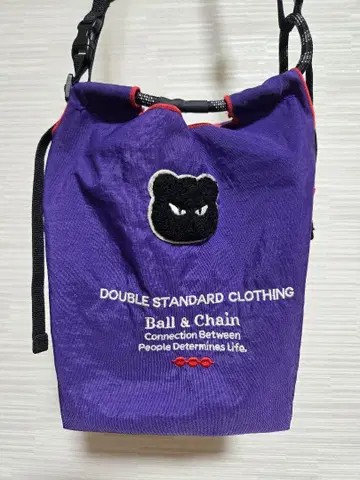 DOUBLE STANDARD CLOTHING
Ball & Chain
Connection Between
People Determines Life.